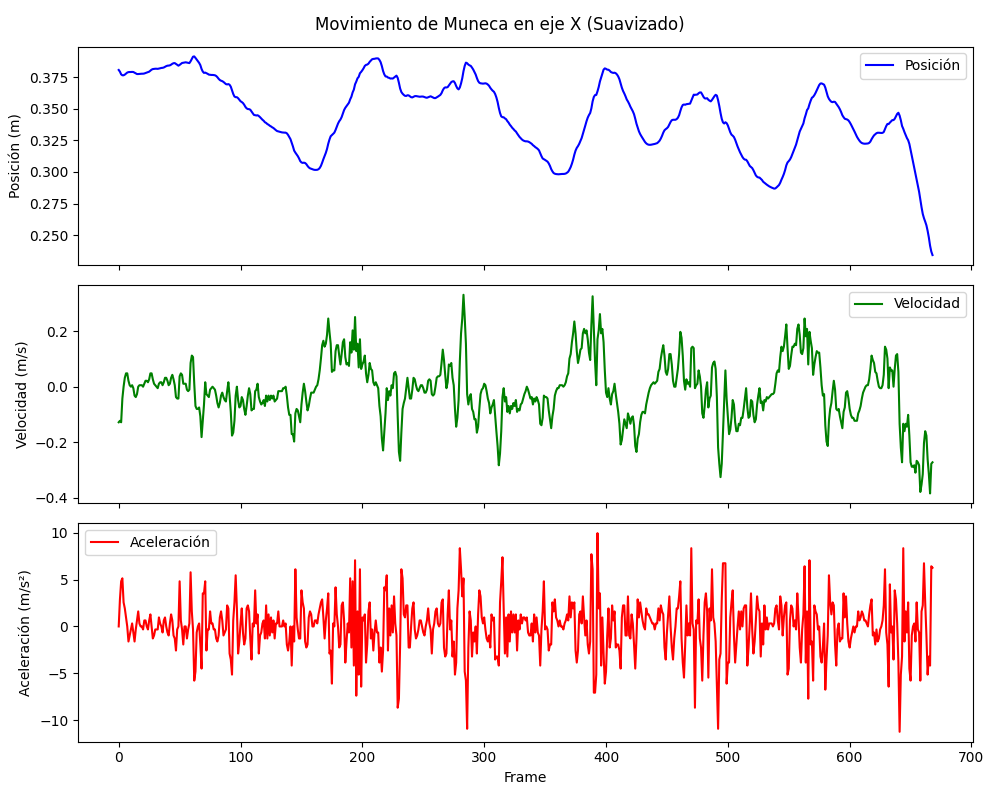 Movimiento de Muneca en eje X (Suavizado)
Posición (m)
0.375
0.350
0.325
0.300
0.275
0.250
Posición
Velocidad (m/s)
0.2
0.0
−0.2
−0.4
Velocidad
Aceleración (m/s²)
10
5
0
−5
−10
Aceleración
0 100 200 300 400 500 600 700
Frame